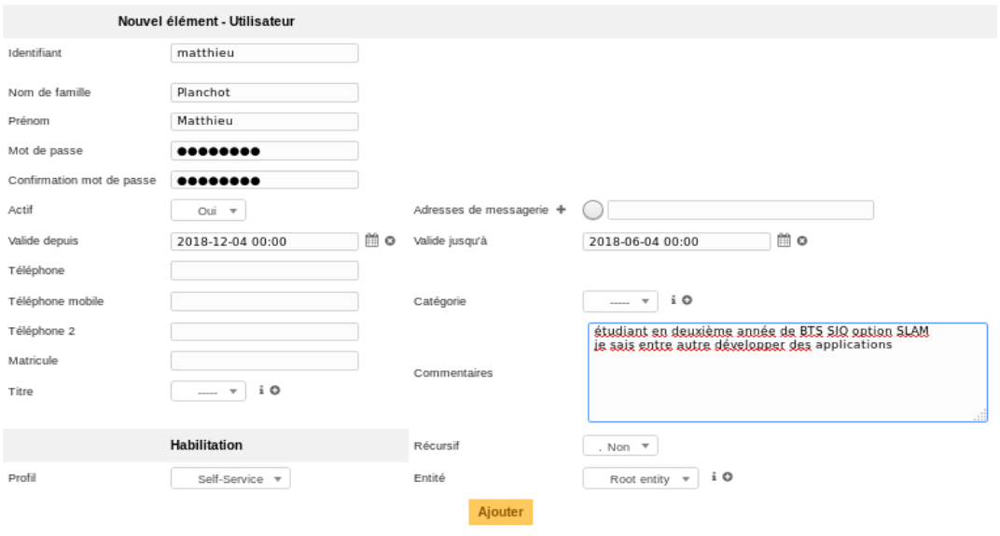 Nouvel élément - Utilisateur
Identifiant matthieu
Nom de famille Planchot
Prénom Matthieu
Mot de passe ●●●●●●●●
Confirmation mot de passe ●●●●●●●●
Actif Oui Adresses de messagerie +
Valide depuis 2018-12-04 00:00 Valide jusqu'à 2018-06-04 00:00
Téléphone
Téléphone mobile Catégorie -----
Téléphone 2
étudiant en deuxième année de BTS SIO option SLAM
je sais entre autre développer des applications
Matricule
Commentaires
Titre -----
Habilitation Récursif . Non
Profil Self-Service Entité Root entity
Ajouter